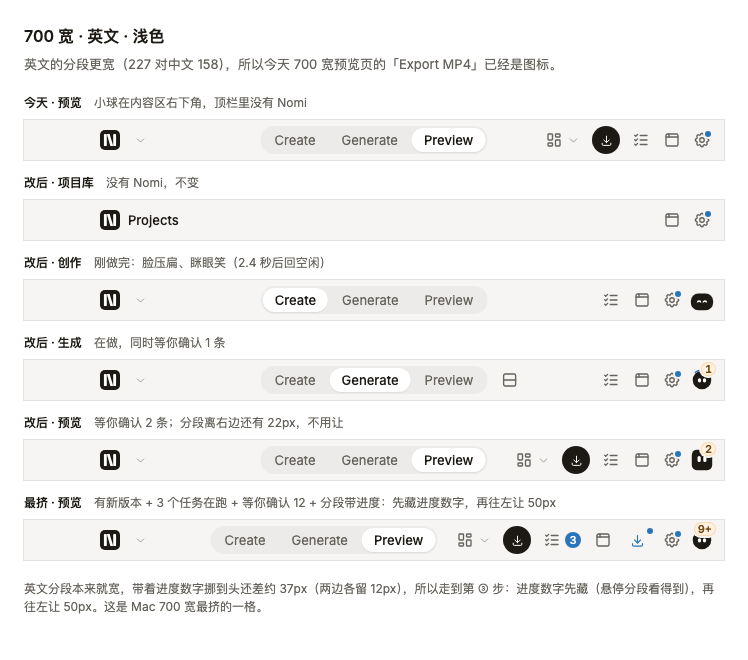 700 宽 · 英文 · 浅色
英文的分段更宽（227 对中文 158），所以今天 700 宽预览页的「Export MP4」已经是图标。
今天 · 预览 小球在内容区右下角，顶栏里没有 Nomi
N Create Generate Preview
改后 · 项目库 没有 Nomi，不变
N Projects
改后 · 创作 刚做完：脸压扁、眯眼笑（2.4 秒后回空闲）
N Create Generate Preview
改后 · 生成 在做，同时等你确认 1 条
N Create Generate Preview 1
改后 · 预览 等你确认 2 条；分段离右边还有 22px，不用让
N Create Generate Preview 2
最挤 · 预览 有新版本 + 3 个任务在跑 + 等你确认 12 + 分段带进度：先藏进度数字，再往左让 50px
N Create Generate Preview 3 9+
英文分段本来就宽，带着进度数字挪到头还差约 37px（两边各留 12px），所以走到第 ③ 步：进度数字先藏（悬停分段看得到），再
往左让 50px。这是 Mac 700 宽最挤的一格。